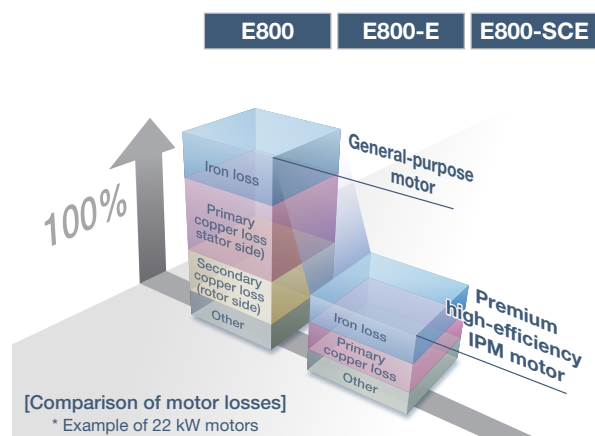 E800
E800-E
E800-SCE
100%
General-purpose
motor
Iron loss
Primary
copper loss
stator side)
Secondary
copper loss
(rotor side)
Other
Premium
high-efficiency
IPM motor
Iron loss
Primary
copper loss
Other
[Comparison of motor losses]
* Example of 22 kW motors